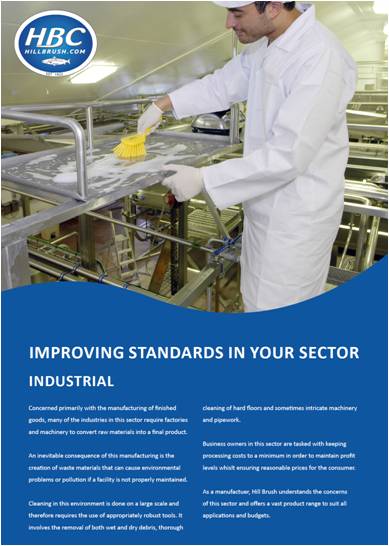 HBC
HILLBRUSH.COM
EST 1922
IMPROVING STANDARDS IN YOUR SECTOR
INDUSTRIAL
Concerned primarily with the manufacturing of finished
goods, many of the industries in this sector require factories
and machinery to convert raw materials into a final product.
An inevitable consequence of this manufacturing is the
creation of waste materials that can cause environmental
problems or pollution if a facility is not properly maintained.
Cleaning in this environment is done on a large scale and
therefore requires the use of appropriately robust tools. It
involves the removal of both wet and dry debris, thorough
cleaning of hard floors and sometimes intricate machinery
and pipework.
Business owners in this sector are tasked with keeping
processing costs to a minimum in order to maintain profit
levels whislt ensuring reasonable prices for the consumer.
As a manufactuer, Hill Brush understands the concerns
of this sector and offers a vast product range to suit all
applications and budgets.